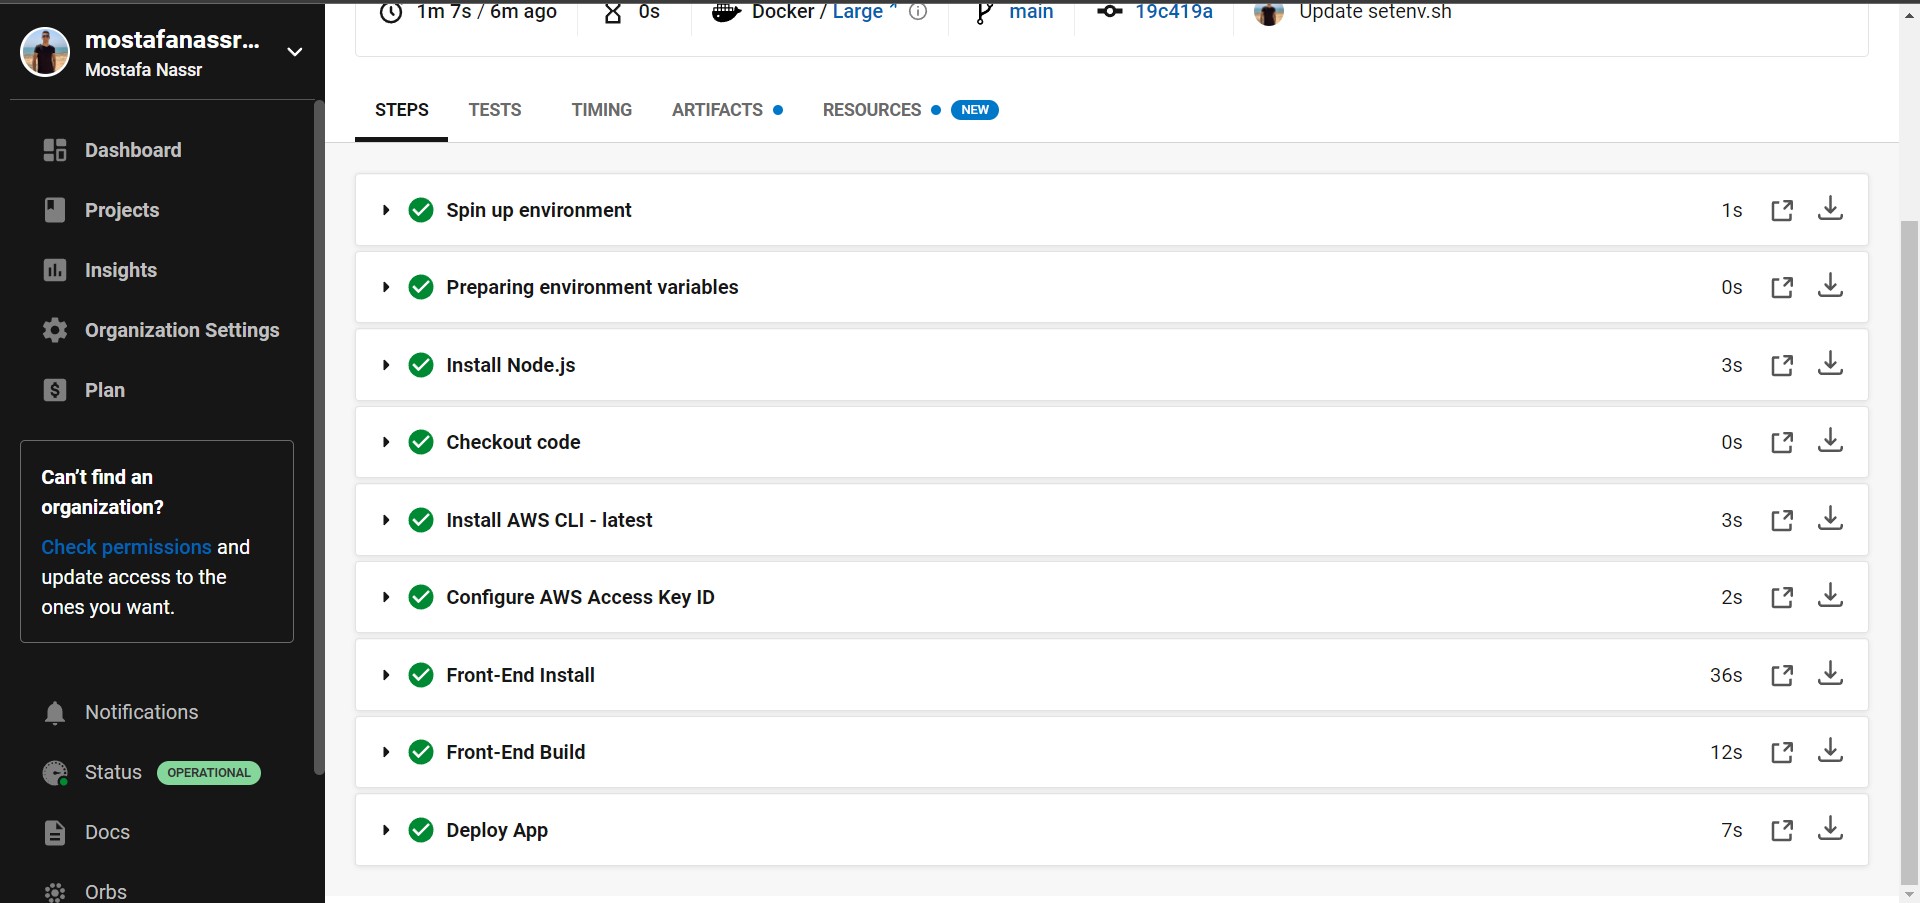 mostafanassr...
Mostafa Nassr
Dashboard
Projects
Insights
Organization Settings
Plan
Can't find an
organization?
Check permissions and
update access to the
ones you want.
Notifications
Status OPERATIONAL
Docs
Orbs
1m 7s / 6m ago 0s Docker / Large main 19c419a Update setenv.sh
STEPS TESTS TIMING ARTIFACTS RESOURCES NEW
Spin up environment 1s
Preparing environment variables 0s
Install Node.js 3s
Checkout code 0s
Install AWS CLI - latest 3s
Configure AWS Access Key ID 2s
Front-End Install 36s
Front-End Build 12s
Deploy App 7s